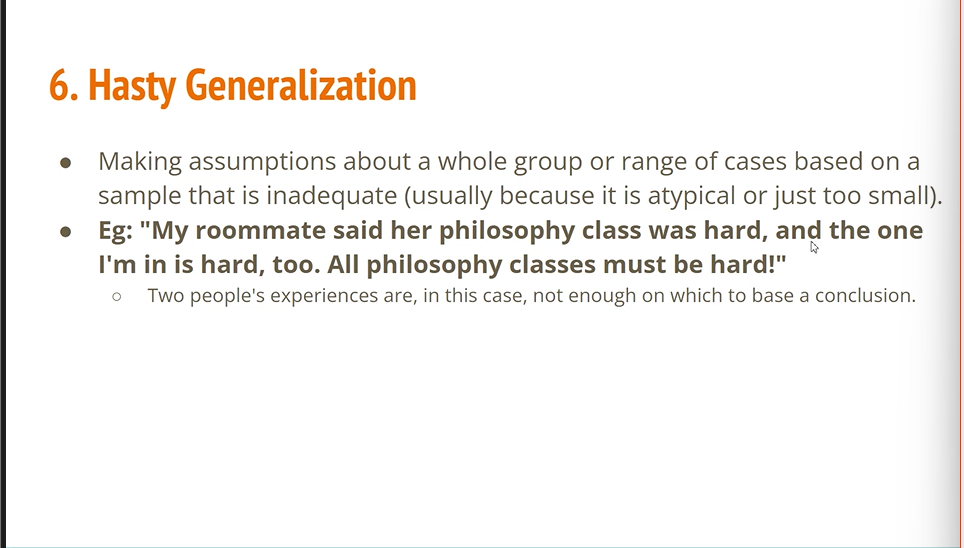 6. Hasty Generalization
● Making assumptions about a whole group or range of cases based on a
sample that is inadequate (usually because it is atypical or just too small).
● Eg: "My roommate said her philosophy class was hard, and the one
I'm in is hard, too. All philosophy classes must be hard!"
○ Two people's experiences are, in this case, not enough on which to base a conclusion.